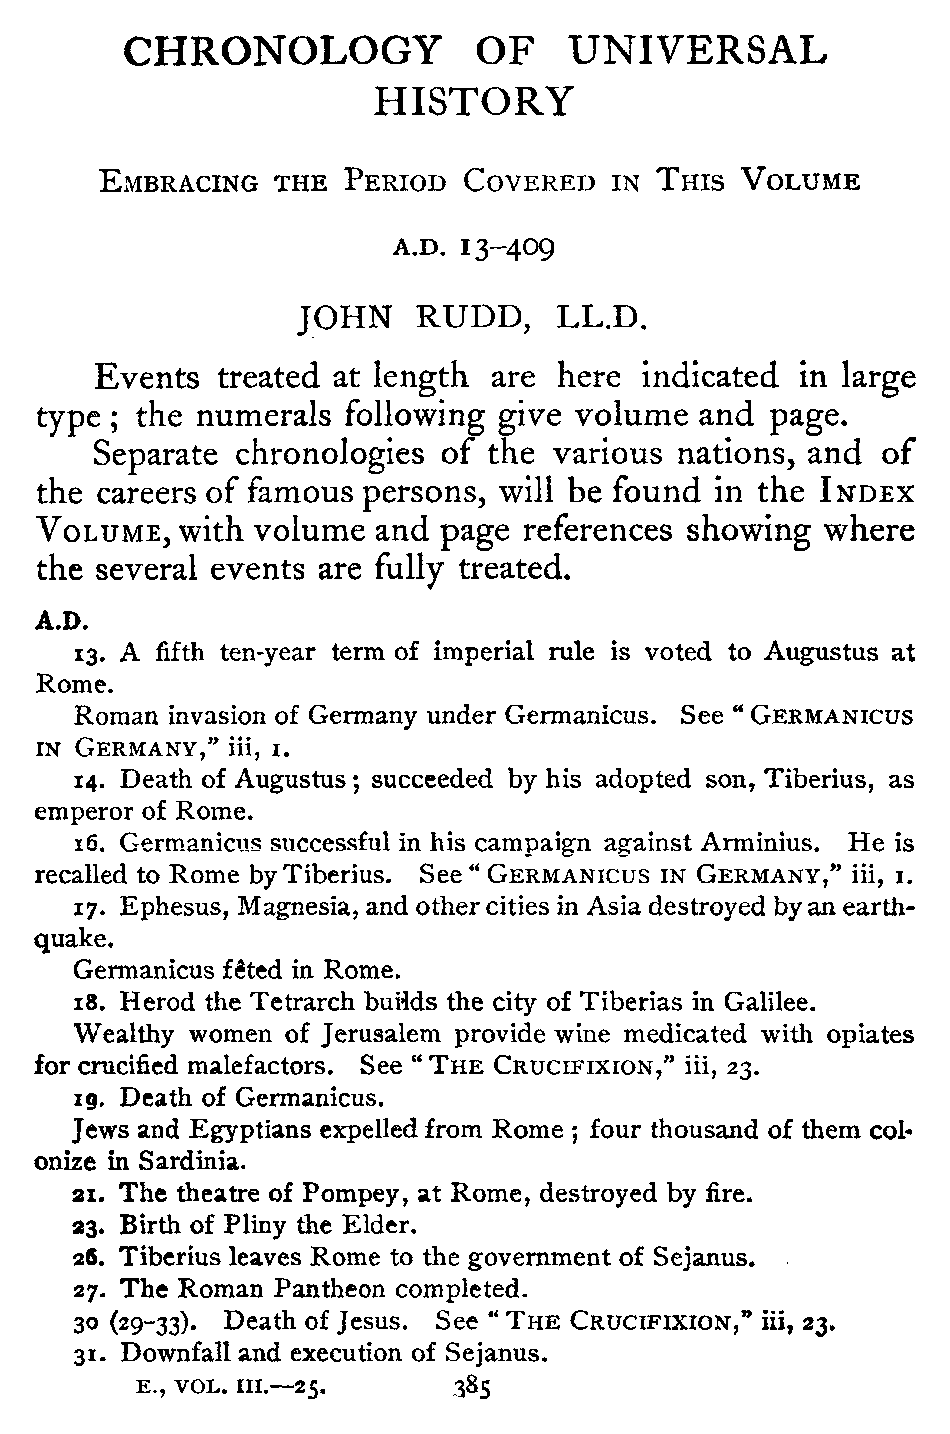 CHRONOLOGY OF UNIVERSAL
HISTORY
EMBRACING THE PERIOD COVERED IN THIS VOLUME
A.D. 13–409
JOHN RUDD, LL.D.
Events treated at length are here indicated in large
type; the numerals following give volume and page.
Separate chronologies of the various nations, and of
the careers of famous persons, will be found in the INDEX
VOLUME, with volume and page references showing where
the several events are fully treated.
A.D.
13. A fifth ten-year term of imperial rule is voted to Augustus at
Rome.
Roman invasion of Germany under Germanicus. See "GERMANICUS
IN GERMANY," iii, 1.
14. Death of Augustus; succeeded by his adopted son, Tiberius, as
emperor of Rome.
16. Germanicus successful in his campaign against Arminius. He is
recalled to Rome by Tiberius. See "GERMANICUS IN GERMANY," iii, 1.
17. Ephesus, Magnesia, and other cities in Asia destroyed by an earth-
quake.
Germanicus fêted in Rome.
18. Herod the Tetrarch builds the city of Tiberias in Galilee.
Wealthy women of Jerusalem provide wine medicated with opiates
for crucified malefactors. See "THE CRUCIFIXION," iii, 23.
19. Death of Germanicus.
Jews and Egyptians expelled from Rome; four thousand of them col-
onize in Sardinia.
21. The theatre of Pompey, at Rome, destroyed by fire.
23. Birth of Pliny the Elder.
26. Tiberius leaves Rome to the government of Sejanus.
27. The Roman Pantheon completed.
30 (29–33). Death of Jesus. See "THE CRUCIFIXION," iii, 23.
31. Downfall and execution of Sejanus.
E., VOL. III.—25. 385